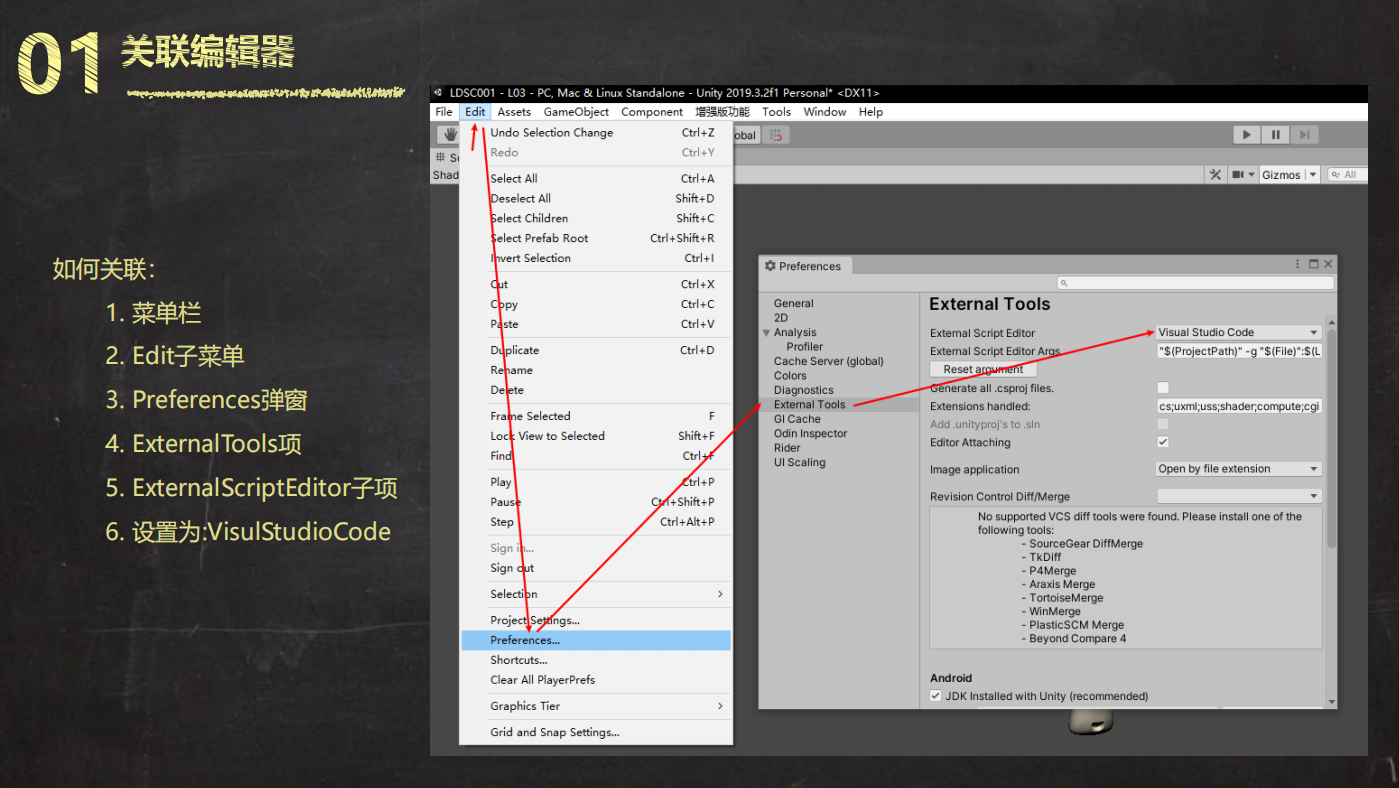 01 关联编辑器
如何关联：
1. 菜单栏
2. Edit子菜单
3. Preferences弹窗
4. ExternalTools项
5. ExternalScriptEditor子项
6. 设置为:VisulStudioCode
LDSC001 - L03 - PC, Mac & Linux Standalone - Unity 2019.3.2f1 Personal* <DX11>
File Edit Assets GameObject Component 增强版功能 Tools Window Help
obal
Shad
Gizmos
All
Undo Selection Change Ctrl+Z
Redo Ctrl+Y
Select All Ctrl+A
Deselect All Shift+D
Select Children Shift+C
Select Prefab Root Ctrl+Shift+R
Invert Selection Ctrl+I
Cut Ctrl+X
Copy Ctrl+C
Paste Ctrl+V
Duplicate Ctrl+D
Rename
Delete
Frame Selected F
Lock View to Selected Shift+F
Find Ctrl+F
Play Ctrl+P
Pause Ctrl+Shift+P
Step Ctrl+Alt+P
Sign in...
Sign out
Selection
Project Settings...
Preferences...
Shortcuts...
Clear All PlayerPrefs
Graphics Tier
Grid and Snap Settings...
Preferences
General
2D
Analysis
Profiler
Cache Server (global)
Colors
Diagnostics
External Tools
GI Cache
Odin Inspector
Rider
UI Scaling
External Tools
External Script Editor Visual Studio Code
External Script Editor Args "$(ProjectPath)" -g "$(File)":$(L
Reset argument
Generate all .csproj files.
Extensions handled: cs;uxml;uss;shader;compute;cgi
Add .unityproj's to .sln
Editor Attaching
Image application Open by file extension
Revision Control Diff/Merge
No supported VCS diff tools were found. Please install one of the
following tools:
- SourceGear DiffMerge
- TkDiff
- P4Merge
- Araxis Merge
- TortoiseMerge
- WinMerge
- PlasticSCM Merge
- Beyond Compare 4
Android
JDK Installed with Unity (recommended)